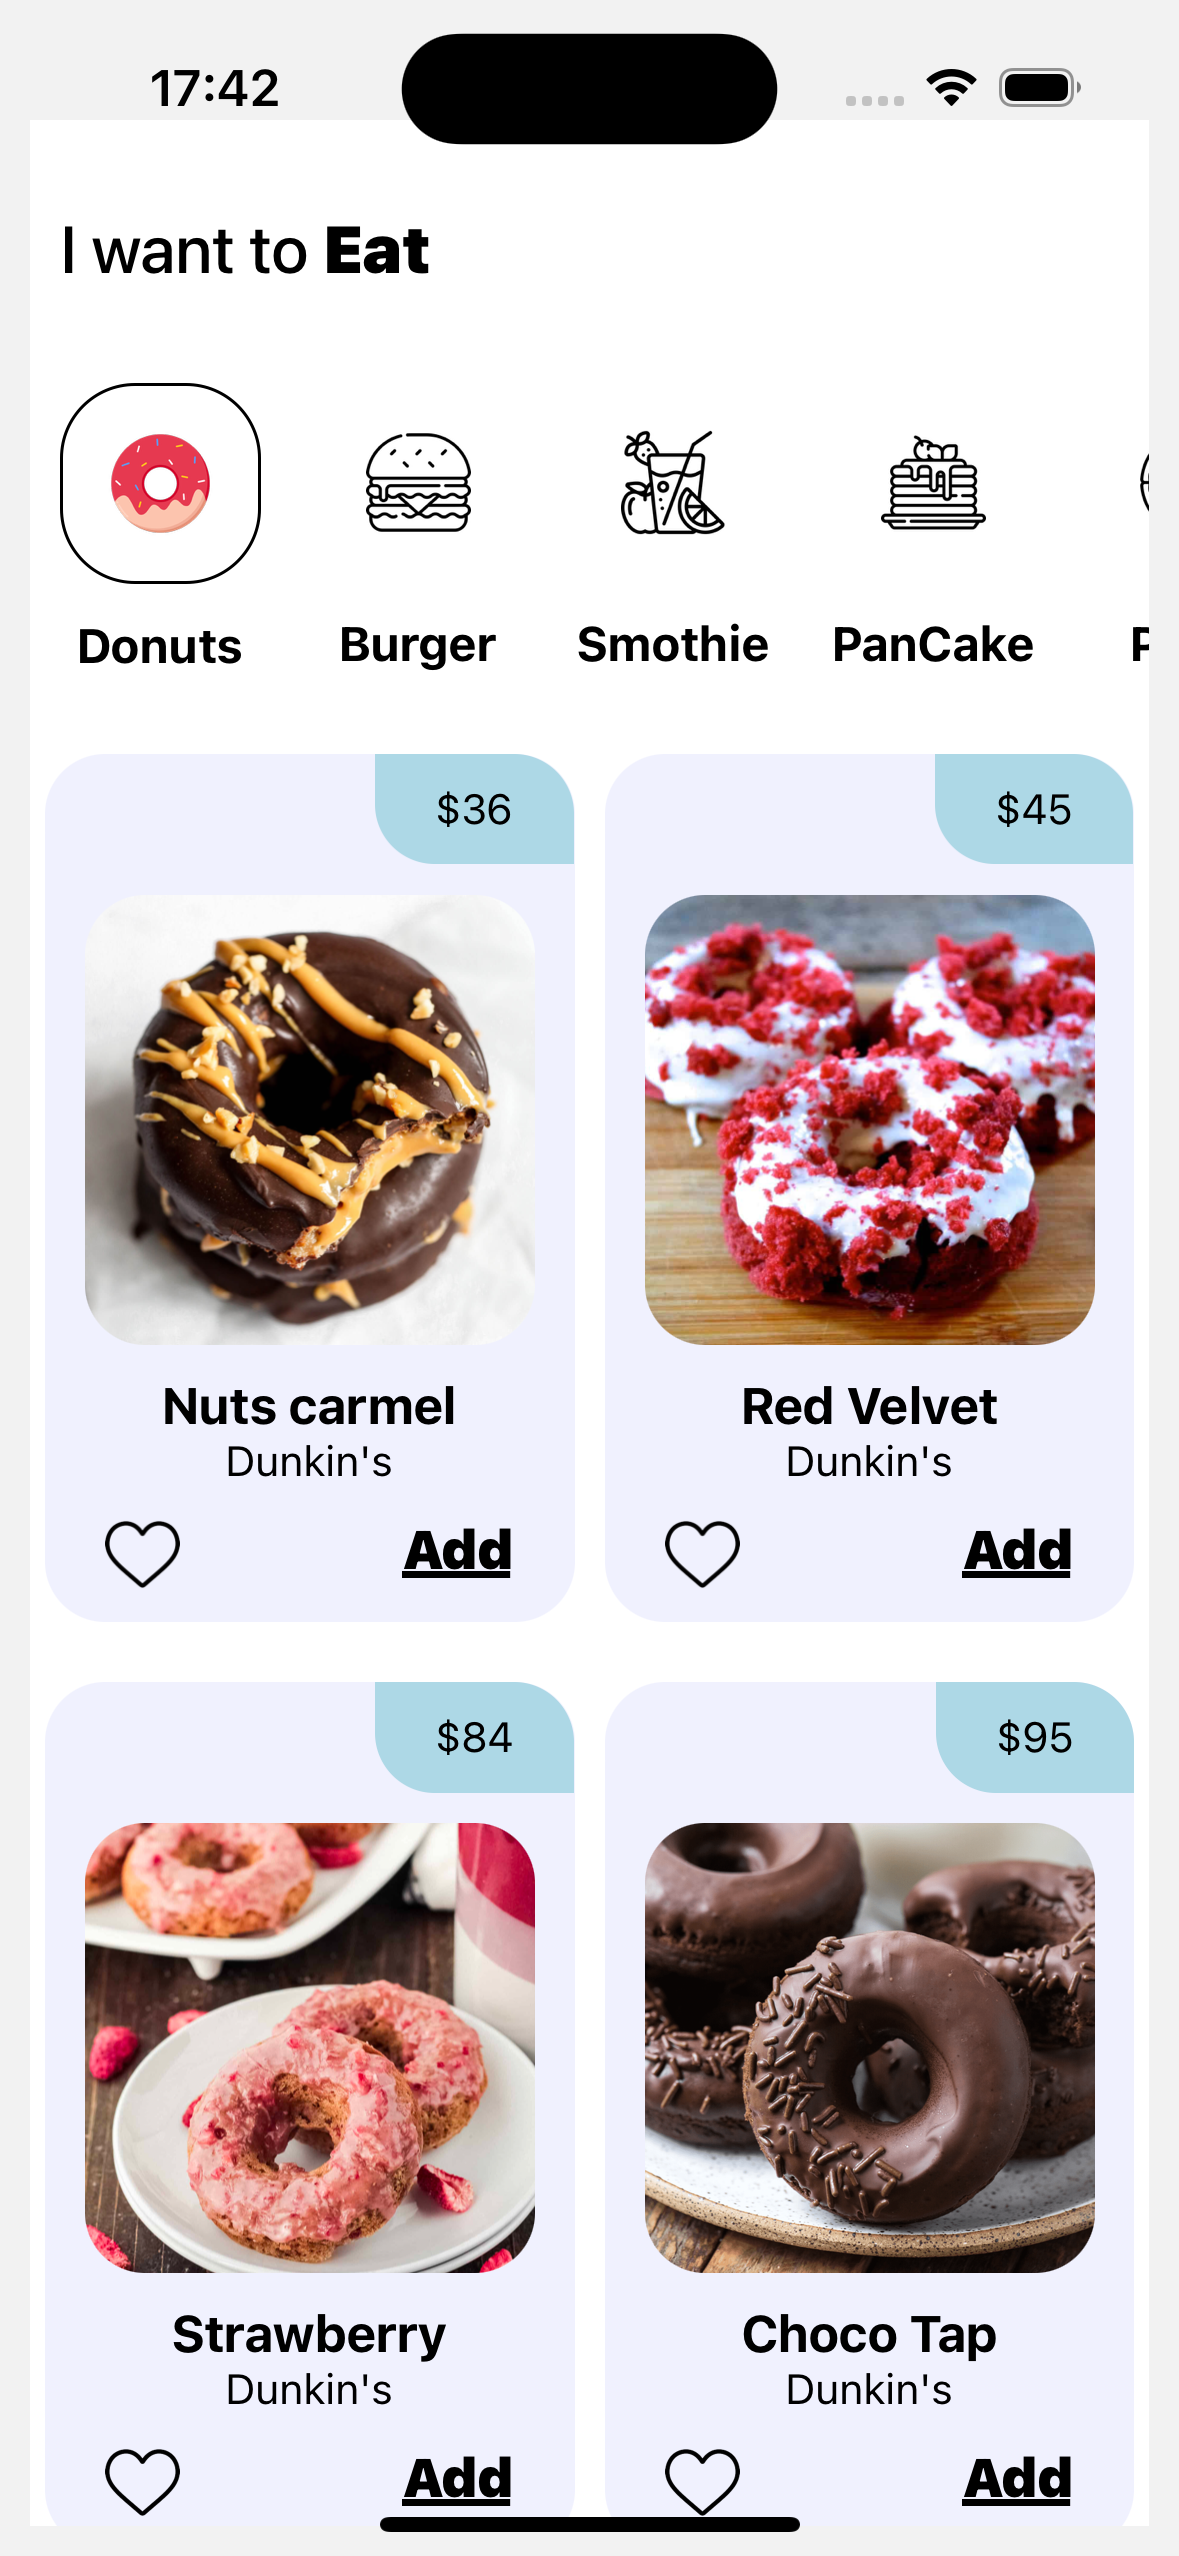 17:42
I want to Eat
Donuts
Burger
Smothie
PanCake
$36
$45
Nuts carmel
Dunkin's
Add
Red Velvet
Dunkin's
Add
$84
$95
Strawberry
Dunkin's
Add
Choco Tap
Dunkin's
Add